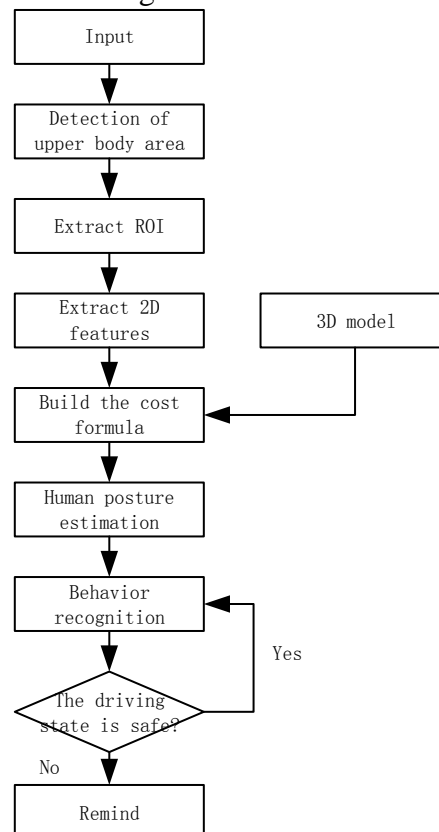 Input
Detection of
upper body area
Extract ROI
Extract 2D
features
3D model
Build the cost
formula
Human posture
estimation
Behavior
recognition
Yes
The driving
state is safe?
No
Remind